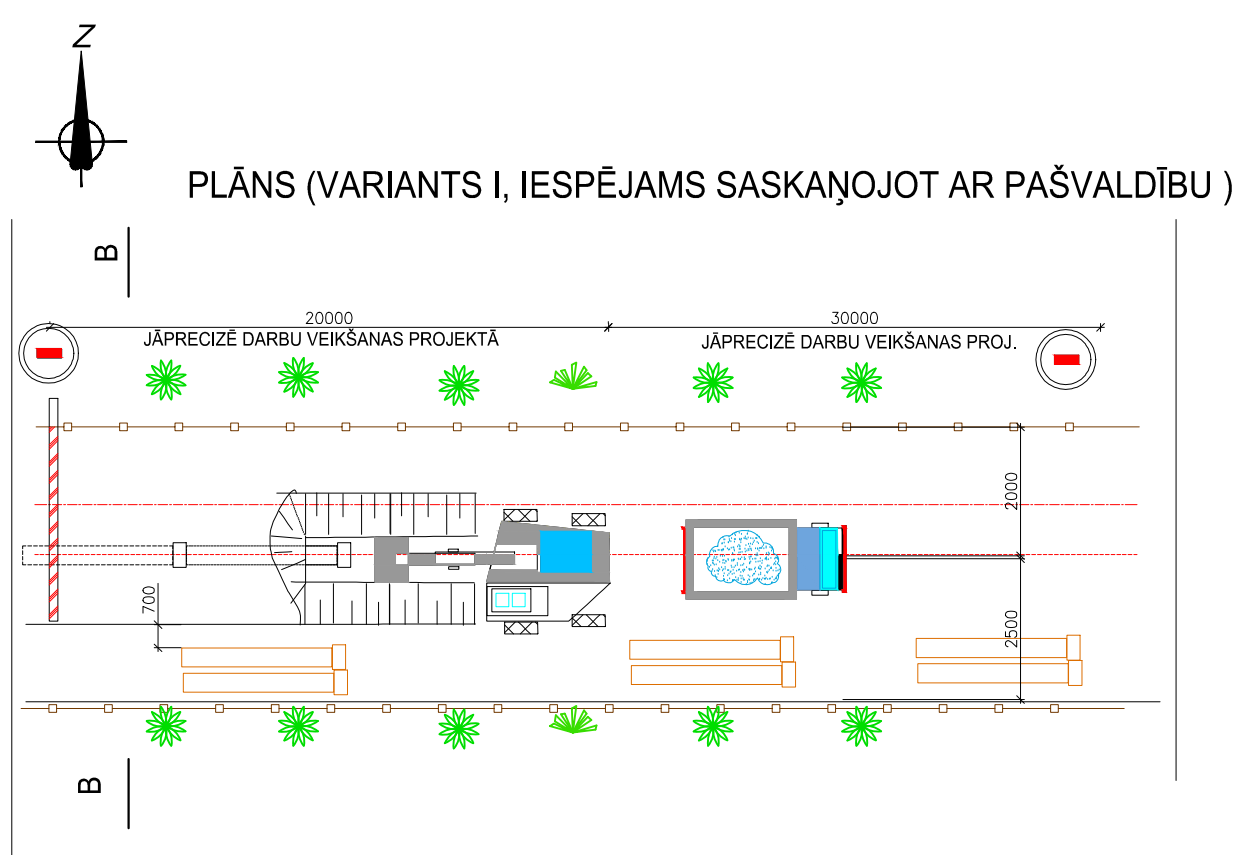 Z
PLĀNS (VARIANTS I, IESPĒJAMS SASKAŅOJOT AR PAŠVALDĪBU )
B
20000
30000
JĀPRECIZĒ DARBU VEIKŠANAS PROJEKTĀ
JĀPRECIZĒ DARBU VEIKŠANAS PROJ.
2000
700
2500
B